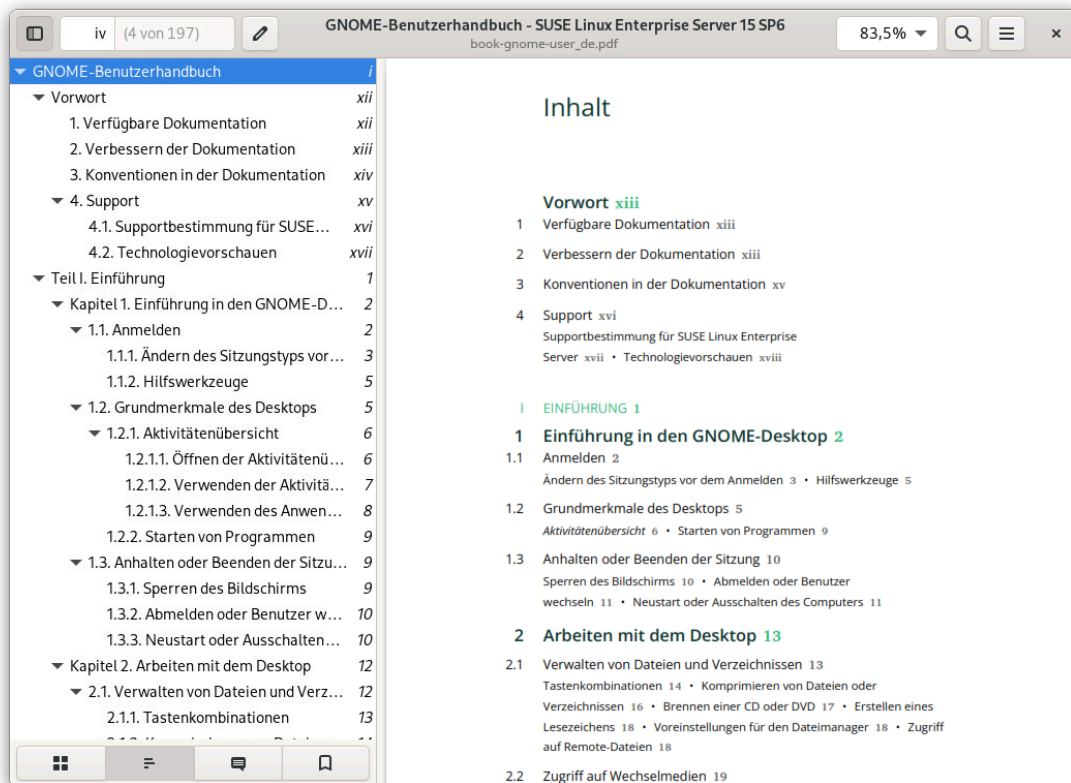 iv (4 von 197)
GNOME-Benutzerhandbuch - SUSE Linux Enterprise Server 15 SP6
book-gnome-user_de.pdf
83,5%
GNOME-Benutzerhandbuch i
Vorwort xii
1. Verfügbare Dokumentation xii
2. Verbessern der Dokumentation xiii
3. Konventionen in der Dokumentation xiv
4. Support xv
4.1. Supportbestimmung für SUSE... xvi
4.2. Technologievorschauen xvii
Teil I. Einführung 1
Kapitel 1. Einführung in den GNOME-D... 2
1.1. Anmelden 2
1.1.1. Ändern des Sitzungstyps vor... 3
1.1.2. Hilfswerkzeuge 5
1.2. Grundmerkmale des Desktops 5
1.2.1. Aktivitätenübersicht 6
1.2.1.1. Öffnen der Aktivitätenü... 6
1.2.1.2. Verwenden der Aktivitä... 7
1.2.1.3. Verwenden des Anwen... 8
1.2.2. Starten von Programmen 9
1.3. Anhalten oder Beenden der Sitzu... 9
1.3.1. Sperren des Bildschirms 9
1.3.2. Abmelden oder Benutzer w... 10
1.3.3. Neustart oder Ausschalten... 10
Kapitel 2. Arbeiten mit dem Desktop 12
2.1. Verwalten von Dateien und Verz... 12
2.1.1. Tastenkombinationen 13
Inhalt
Vorwort xiii
1 Verfügbare Dokumentation xiii
2 Verbessern der Dokumentation xiii
3 Konventionen in der Dokumentation xv
4 Support xvi
Supportbestimmung für SUSE Linux Enterprise
Server xvii • Technologievorschauen xviii
I EINFÜHRUNG 1
1 Einführung in den GNOME-Desktop 2
1.1 Anmelden 2
Ändern des Sitzungstyps vor dem Anmelden 3 • Hilfswerkzeuge 5
1.2 Grundmerkmale des Desktops 5
Aktivitätenübersicht 6 • Starten von Programmen 9
1.3 Anhalten oder Beenden der Sitzung 10
Sperren des Bildschirms 10 • Abmelden oder Benutzer
wechseln 11 • Neustart oder Ausschalten des Computers 11
2 Arbeiten mit dem Desktop 13
2.1 Verwalten von Dateien und Verzeichnissen 13
Tastenkombinationen 14 • Komprimieren von Dateien oder
Verzeichnissen 16 • Brennen einer CD oder DVD 17 • Erstellen eines
Lesezeichens 18 • Voreinstellungen für den Dateimanager 18 • Zugriff
auf Remote-Dateien 18
2.2 Zugriff auf Wechselmedien 19